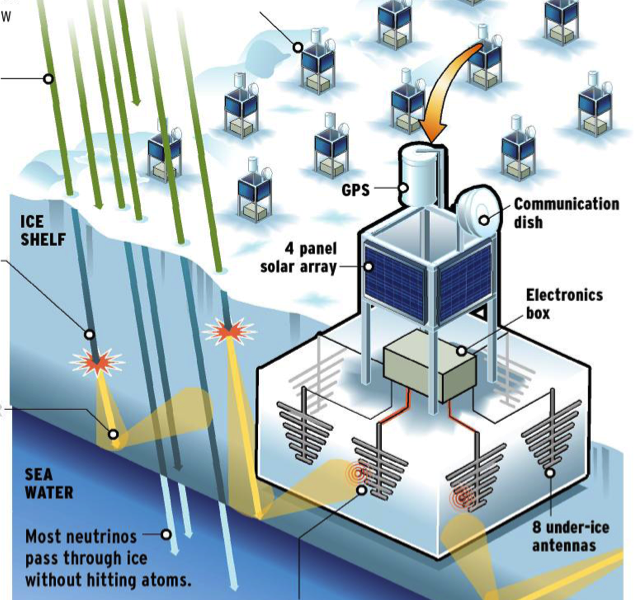 W
GPS
Communication
dish
ICE
SHELF
4 panel
solar array
Electronics
box
SEA
WATER
Most neutrinos
pass through ice
without hitting atoms.
8 under-ice
antennas